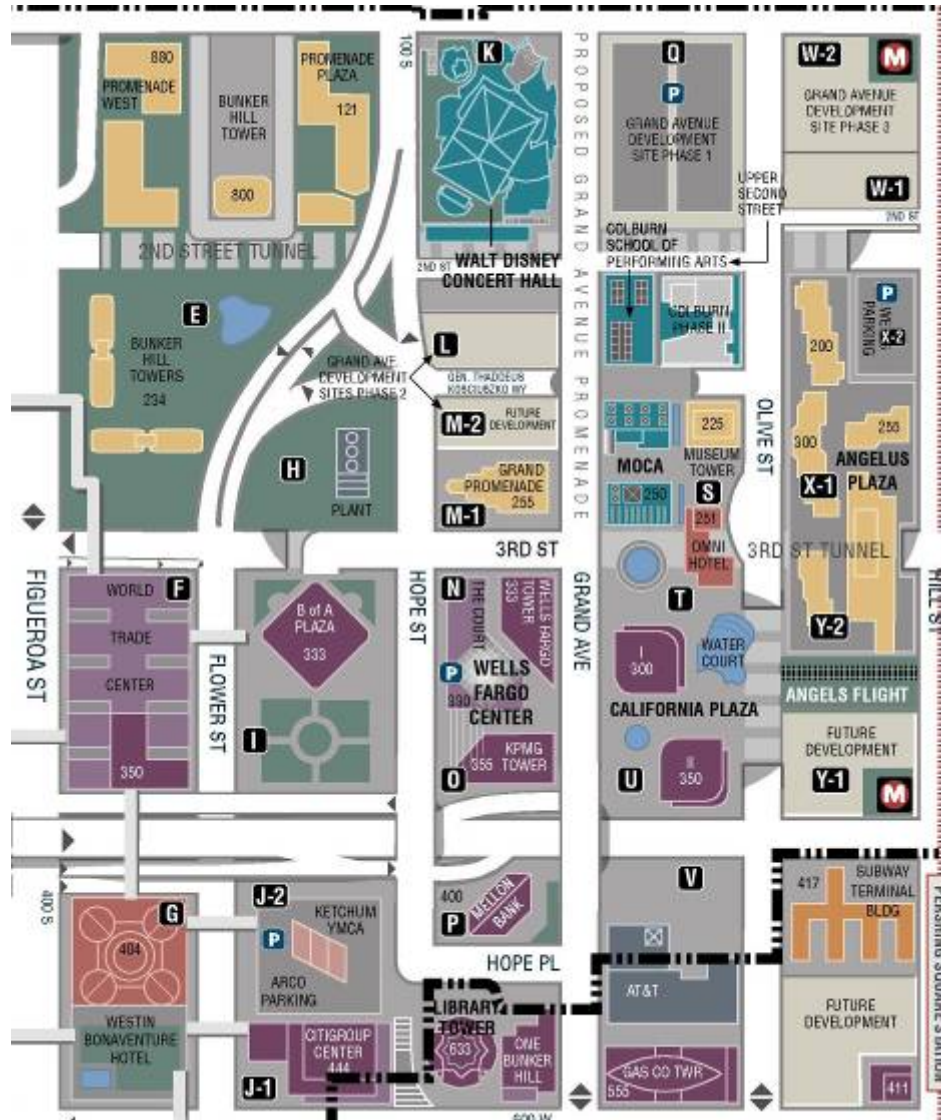 880
PROMENADE
WEST
BUNKER
HILL
TOWER
800
PROMENADE
PLAZA
121
100 S
K
PROPOSED GRAND AVENUE PROMENADE
Q
P
GRAND AVENUE
DEVELOPMENT
SITE PHASE 1
W-2
M
GRAND AVENUE
DEVELOPMENT
SITE PHASE 3
W-1
2ND ST
UPPER
SECOND
STREET
2ND STREET TUNNEL
2ND ST
WALT DISNEY
CONCERT HALL
COLBURN
SCHOOL OF
PERFORMING ARTS
COLBURN
PHASE II
E
BUNKER
HILL
TOWERS
234
GRAND AVE
DEVELOPMENT
SITES PHASE 2
L
GEN. THADDEUS
KOSCIUSZKO WY
M-2
FUTURE
DEVELOPMENT
GRAND
PROMENADE
255
M-1
H
PLANT
225
MUSEUM
TOWER
MOCA
250
S
251
OMNI
HOTEL
OLIVE ST
200
P
PARKING
X-2
300
255
ANGELUS
PLAZA
X-1
3RD ST
3RD ST TUNNEL
HILL ST
FIGUEROA ST
F
WORLD
TRADE
CENTER
350
FLOWER ST
B of A
PLAZA
333
I
HOPE ST
N
THE COURT
WELLS FARGO
TOWER
333
P
WELLS
FARGO
CENTER
390
355
KPMG
TOWER
O
GRAND AVE
T
I
300
WATER
COURT
CALIFORNIA PLAZA
U
II
350
Y-2
ANGELS FLIGHT
FUTURE
DEVELOPMENT
Y-1
M
400 S
G
404
WESTIN
BONAVENTURE
HOTEL
J-2
KETCHUM
YMCA
P
ARCO
PARKING
CITIGROUP
CENTER
444
J-1
400
P
MELLON
BANK
HOPE PL
LIBRARY
TOWER
633
ONE
BUNKER
HILL
V
AT&T
GAS CO TWR
555
417
SUBWAY
TERMINAL
BLDG
FUTURE
DEVELOPMENT
411
PERSHING SQUARE STATION